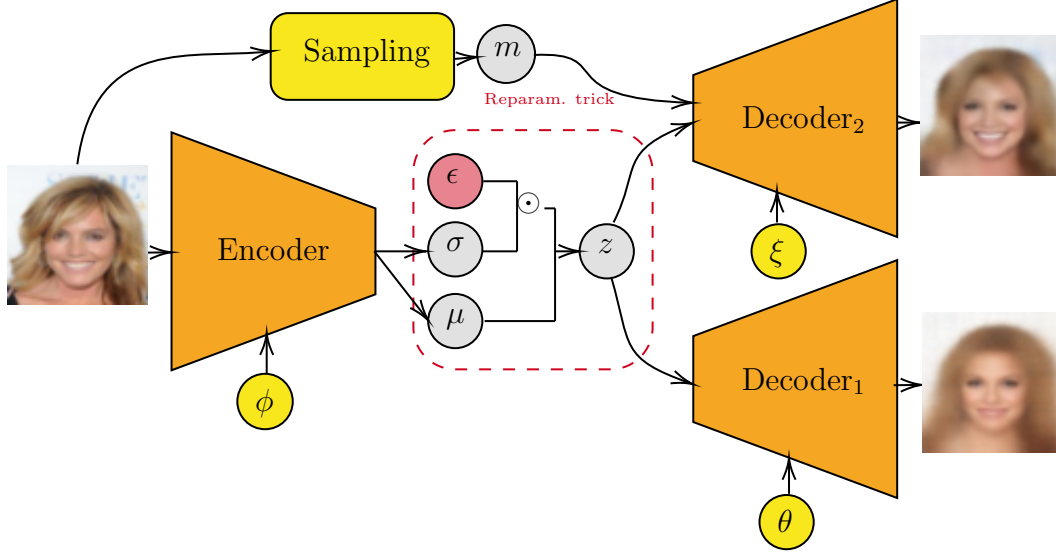 Sampling
m
Reparam. trick
Decoder₂
ϵ
⊙
Encoder
σ
z
ξ
μ
Decoder₁
ϕ
θ